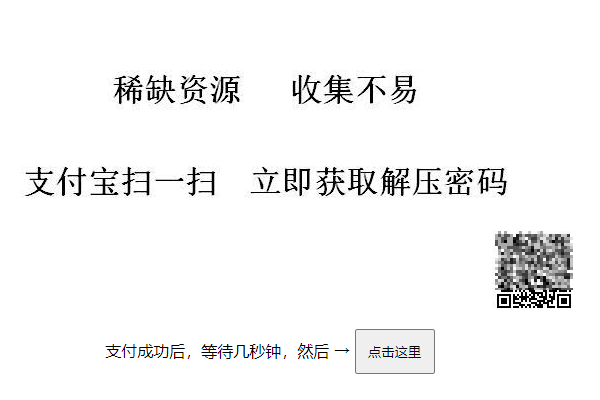 稀缺资源 收集不易
支付宝扫一扫 立即获取解压密码
支付成功后，等待几秒钟，然后 → 点击这里